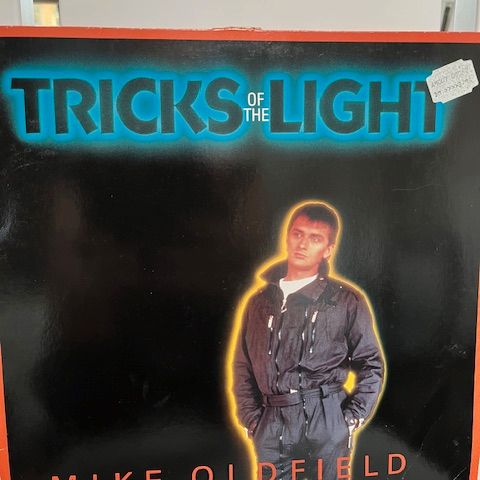 TRICKS OF THE LIGHT
MIKE OLDFIELD